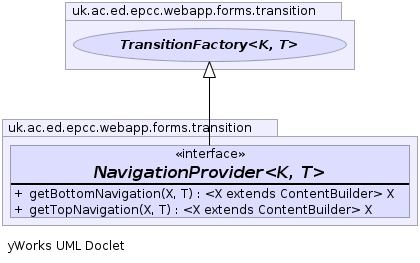 uk.ac.ed.epcc.webapp.forms.transition
TransitionFactory<K, T>
uk.ac.ed.epcc.webapp.forms.transition
«interface»
NavigationProvider<K, T>
+ getBottomNavigation(X, T) : <X extends ContentBuilder> X
+ getTopNavigation(X, T) : <X extends ContentBuilder> X
yWorks UML Doclet